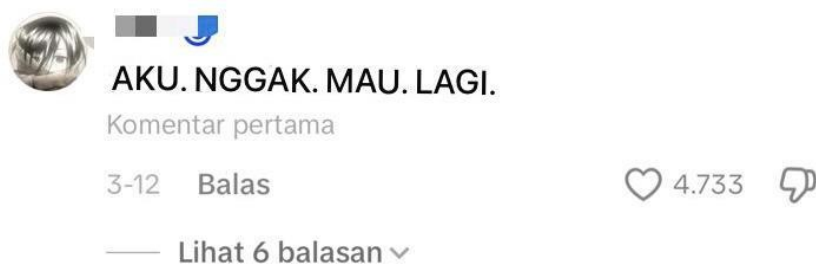 AKU. NGGAK. MAU. LAGI.
Komentar pertama
3-12 Balas 4.733
Lihat 6 balasan